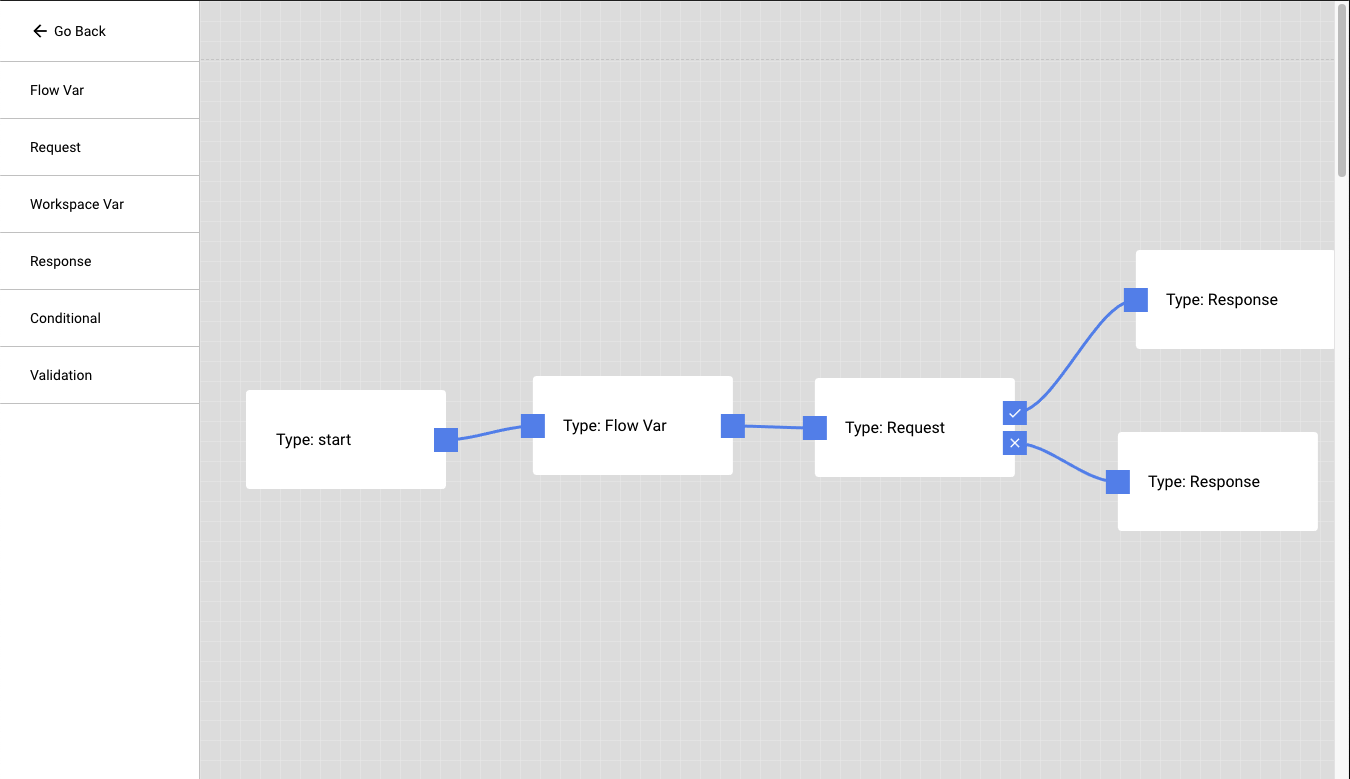 Go Back
Flow Var
Request
Workspace Var
Response
Conditional
Validation
Type: start
Type: Flow Var
Type: Request
Type: Response
Type: Response